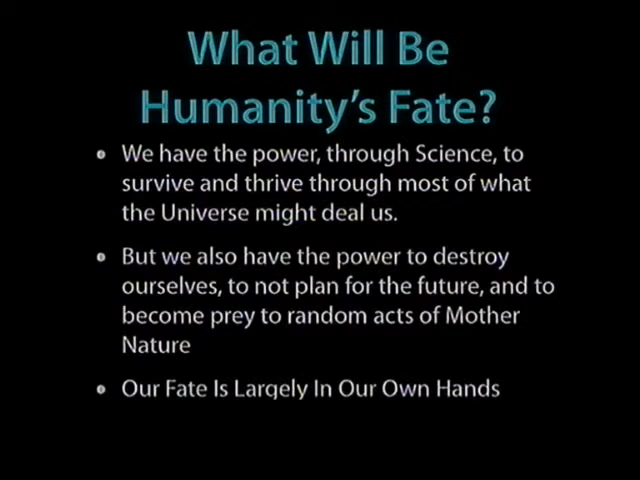 What Will Be
Humanity's Fate?
• We have the power, through Science, to
survive and thrive through most of what
the Universe might deal us.
• But we also have the power to destroy
ourselves, to not plan for the future, and to
become prey to random acts of Mother
Nature
• Our Fate Is Largely In Our Own Hands